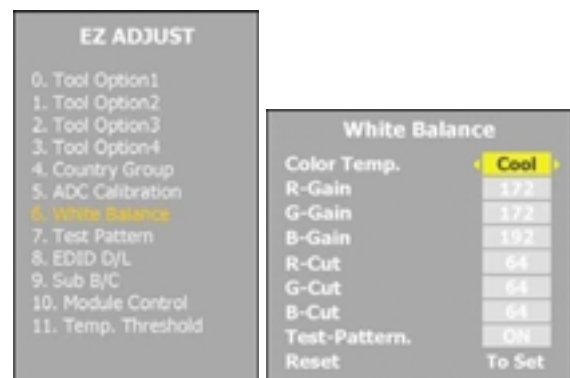 EZ ADJUST
0. Tool Option1
1. Tool Option2
2. Tool Option3
3. Tool Option4
4. Country Group
5. ADC Calibration
6. White Balance
7. Test Pattern
8. EDID D/L
9. Sub B/C
10. Module Control
11. Temp. Threshold
White Balance
Color Temp. Cool
R-Gain 172
G-Gain 172
B-Gain 192
R-Cut 64
G-Cut 64
B-Cut 64
Test-Pattern. ON
Reset To Set